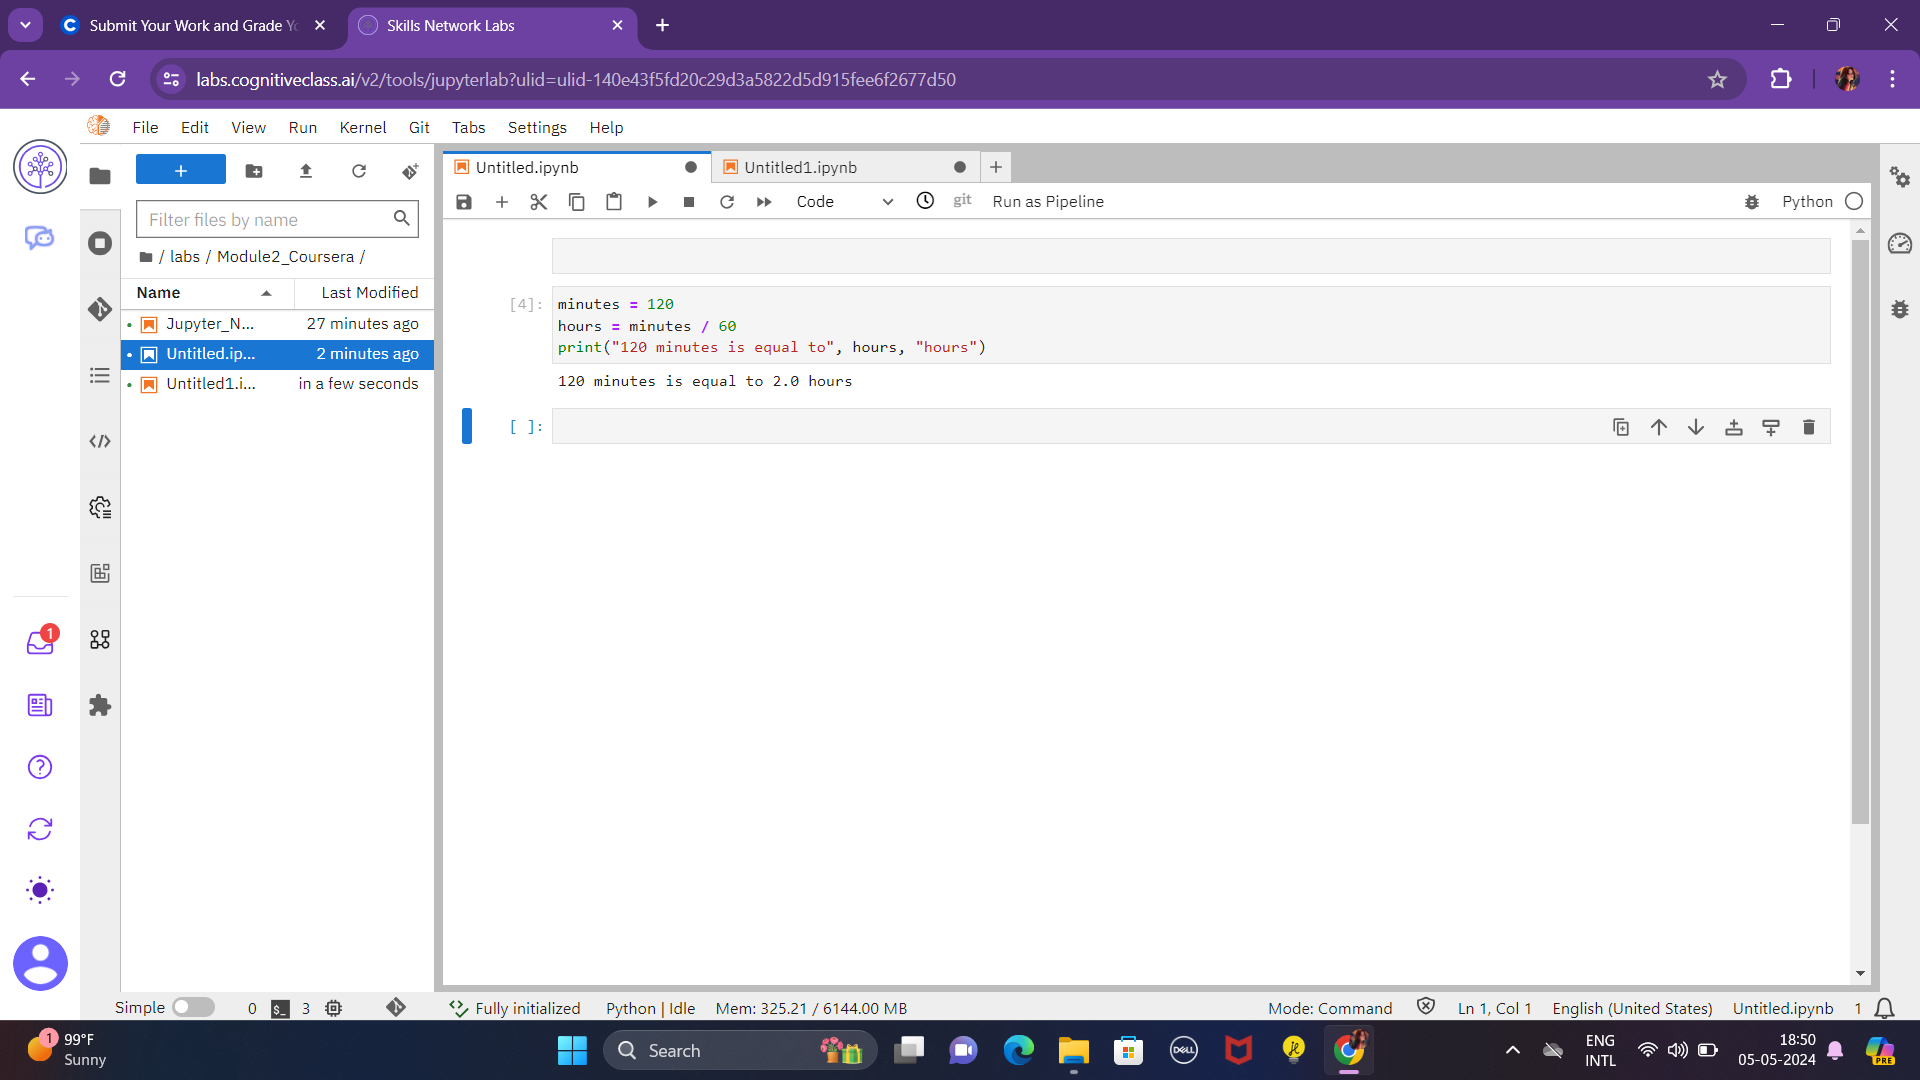 Submit Your Work and Grade Yo
Skills Network Labs
labs.cognitiveclass.ai/v2/tools/jupyterlab?ulid=ulid-140e43f5fd20c29d3a5822d5d915fee6f2677d50
File Edit View Run Kernel Git Tabs Settings Help
Untitled.ipynb
Untitled1.ipynb
Code
git
Run as Pipeline
Python
Filter files by name
/ labs / Module2_Coursera /
Name Last Modified
Jupyter_N... 27 minutes ago
Untitled.ip... 2 minutes ago
Untitled1.i... in a few seconds
[4]: minutes = 120
hours = minutes / 60
print("120 minutes is equal to", hours, "hours")
120 minutes is equal to 2.0 hours
[ ]:
1
Simple 0 $_ 3 Fully initialized Python | Idle Mem: 325.21 / 6144.00 MB Mode: Command Ln 1, Col 1 English (United States) Untitled.ipynb 1
1
99°F
Sunny
Search
DELL
ENG
INTL
18:50
05-05-2024
PRE